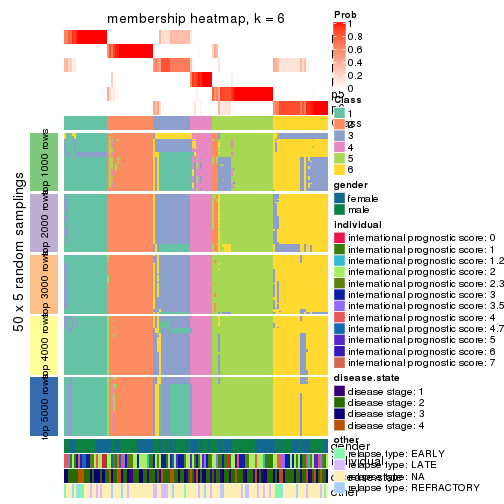 membership heatmap, k = 6
50 x 5 random samplings
top 1000 rows
top 2000 rows
top 3000 rows
top 4000 rows
top 5000 rows
p5
gender
other
Prob
1
0.8
0.6
0.4
0.2
0
Class
1
2
3
4
5
6
gender
female
male
individual
international prognostic score: 0
international prognostic score: 1
international prognostic score: 1.2
international prognostic score: 2
international prognostic score: 2.3
international prognostic score: 3
international prognostic score: 3.5
international prognostic score: 4
international prognostic score: 4.7
international prognostic score: 5
international prognostic score: 6
international prognostic score: 7
disease.state
disease stage: 1
disease stage: 2
disease stage: 3
disease stage: 4
other
relapse type: EARLY
relapse type: LATE
relapse type: NA
relapse type: REFRACTORY